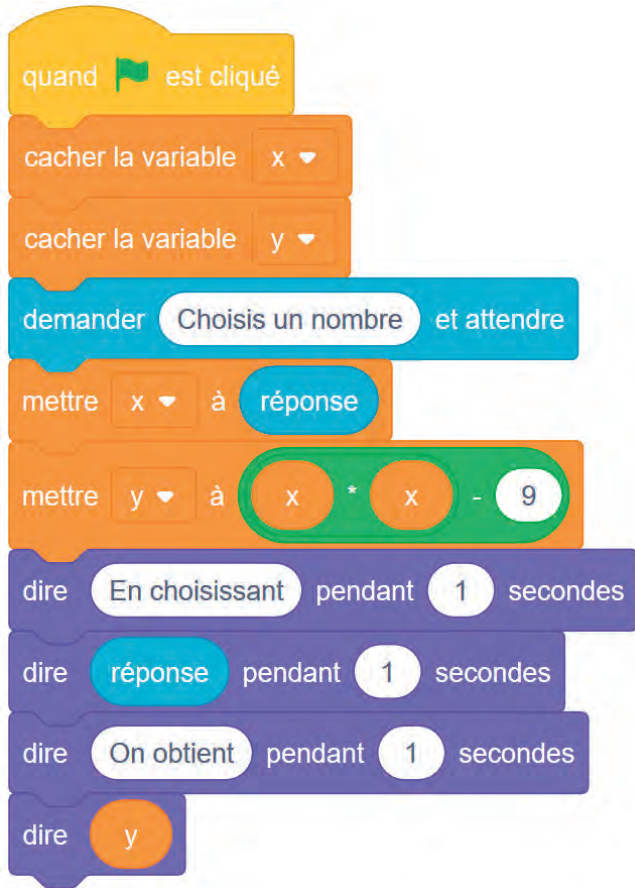 quand est cliqué
cacher la variable x
cacher la variable y
demander Choisis un nombre et attendre
mettre x à réponse
mettre y à x * x - 9
dire En choisissant pendant 1 secondes
dire réponse pendant 1 secondes
dire On obtient pendant 1 secondes
dire y